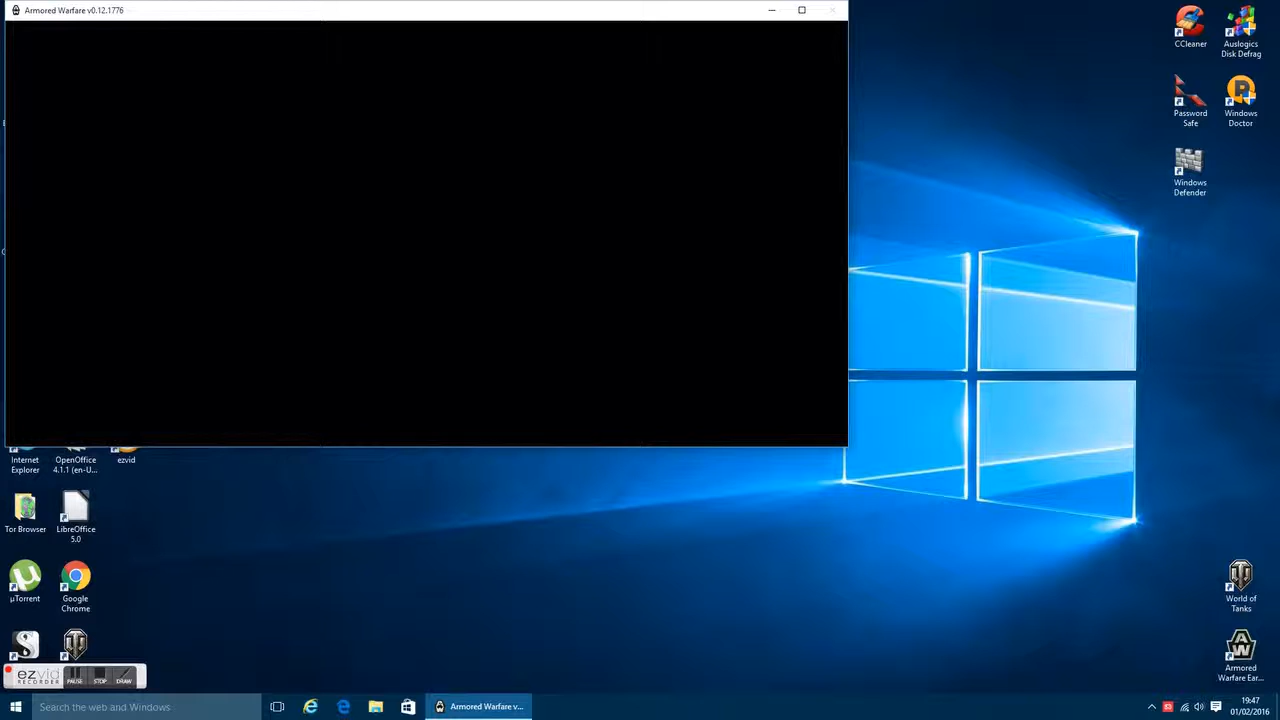 Armored Warfare v0.12.1776
CCleaner
Auslogics
Disk Defrag
Password
Safe
Windows
Doctor
Windows
Defender
Internet
Explorer
OpenOffice
4.1.1 (en-U...
ezvid
Tor Browser
LibreOffice
5.0
µTorrent
Google
Chrome
World of
Tanks
Armored
Warfare Ear...
ezvid
RECORDER
PAUSE
STOP
DRAW
Search the web and Windows
Armored Warfare v...
19:47
01/02/2016